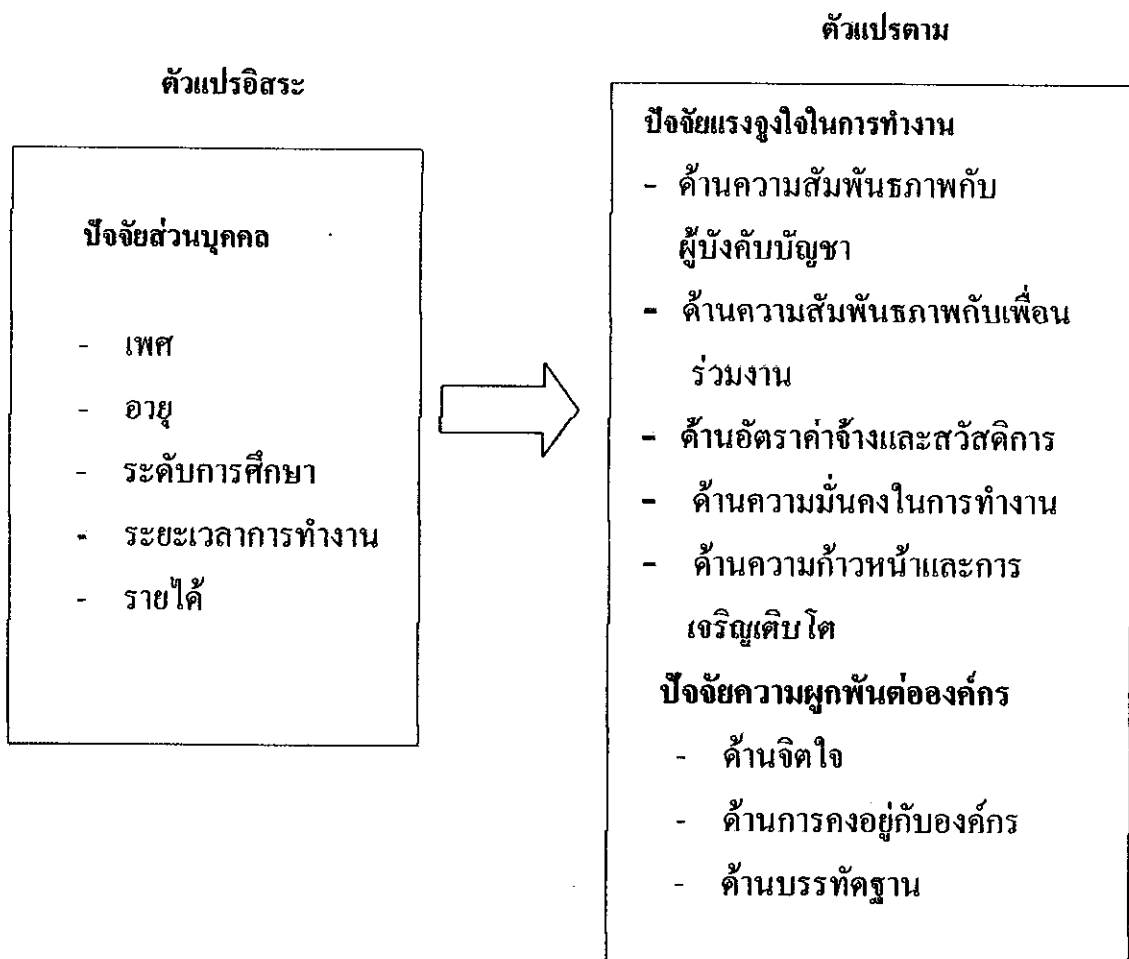 ตัวแปรอิสระ
ปัจจัยส่วนบุคคล
- เพศ
- อายุ
- ระดับการศึกษา
- ระยะเวลาการทำงาน
- รายได้
ตัวแปรตาม
ปัจจัยแรงจูงใจในการทำงาน
- ด้านความสัมพันธภาพกับ
ผู้บังคับบัญชา
- ด้านความสัมพันธภาพกับเพื่อน
ร่วมงาน
- ด้านอัตราค่าจ้างและสวัสดิการ
- ด้านความมั่นคงในการทำงาน
- ด้านความก้าวหน้าและการ
เจริญเติบโต
ปัจจัยความผูกพันต่อองค์กร
- ด้านจิตใจ
- ด้านการคงอยู่กับองค์กร
- ด้านบรรทัดฐาน